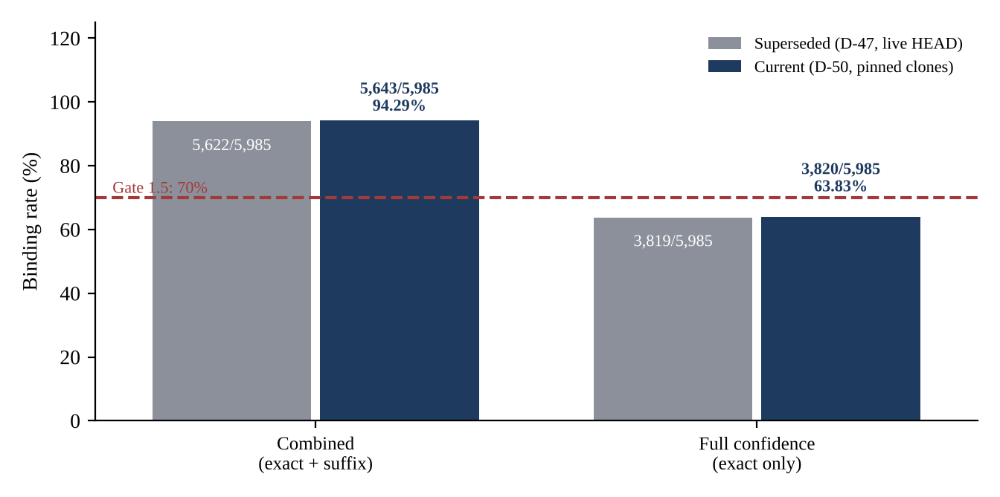 120
100
80
60
40
20
0
Binding rate (%)
Superseded (D-47, live HEAD)
Current (D-50, pinned clones)
5,643/5,985
94.29%
5,622/5,985
Gate 1.5: 70%
3,820/5,985
63.83%
3,819/5,985
Combined
(exact + suffix)
Full confidence
(exact only)